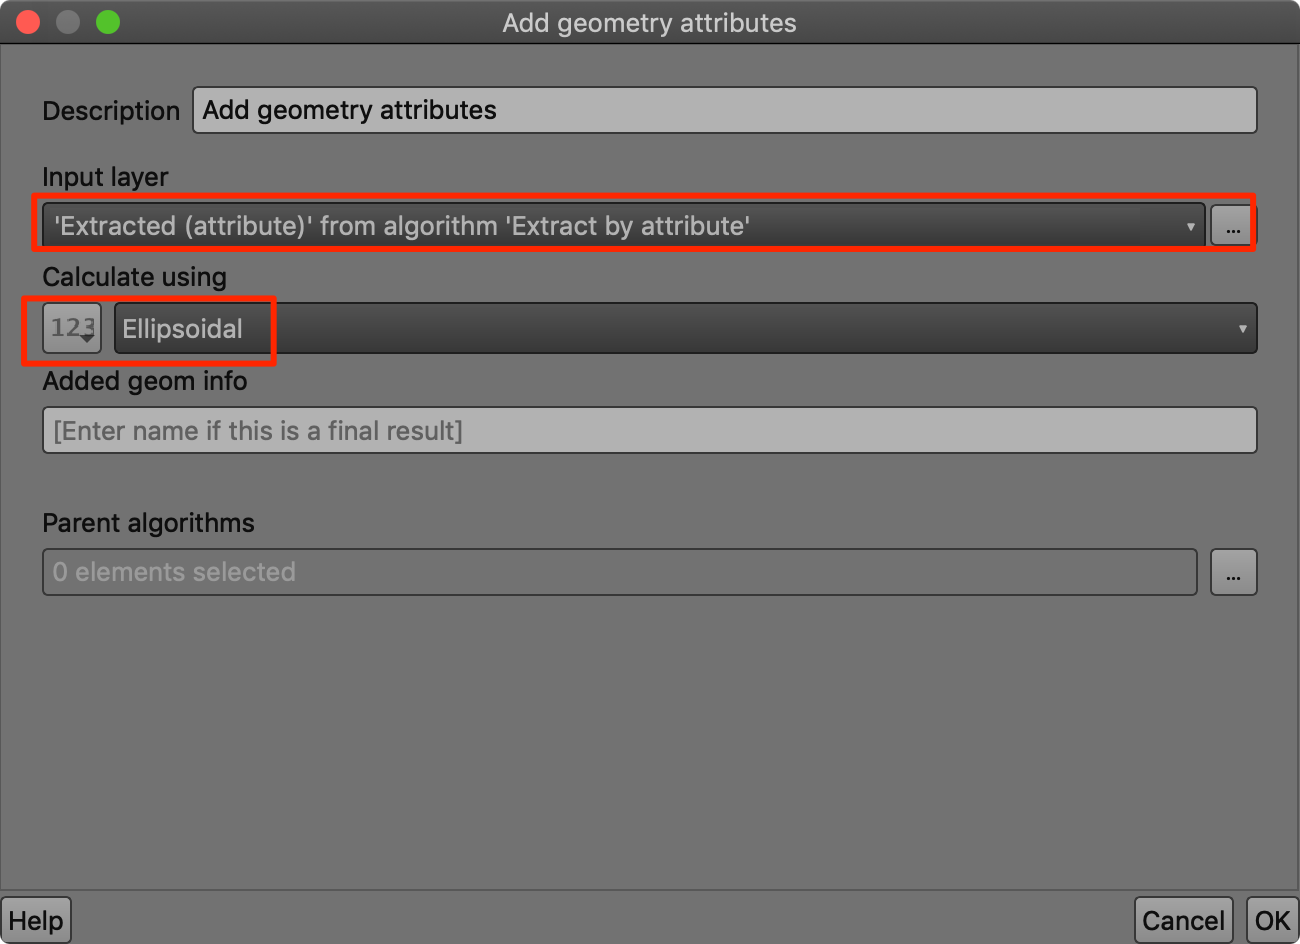 Add geometry attributes
Description
Add geometry attributes
Input layer
'Extracted (attribute)' from algorithm 'Extract by attribute'
...
Calculate using
123
Ellipsoidal
Added geom info
[Enter name if this is a final result]
Parent algorithms
0 elements selected
...
Help
Cancel
OK